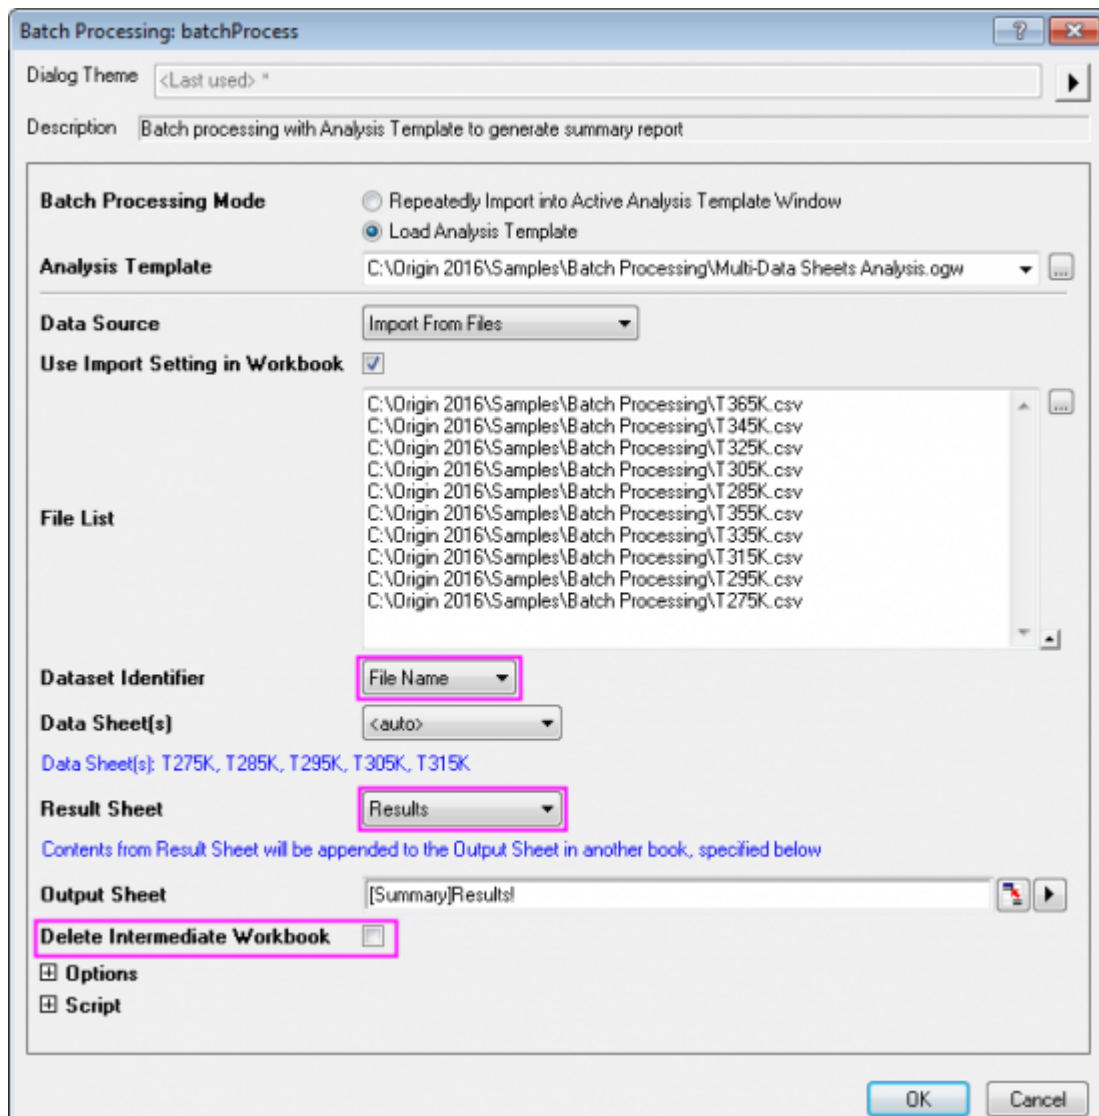 Batch Processing: batchProcess
Dialog Theme <Last used> *
Description Batch processing with Analysis Template to generate summary report
Batch Processing Mode Repeatedly Import into Active Analysis Template Window
Load Analysis Template
Analysis Template C:\Origin 2016\Samples\Batch Processing\Multi-Data Sheets Analysis.ogw ...
Data Source Import From Files
Use Import Setting in Workbook
C:\Origin 2016\Samples\Batch Processing\T365K.csv ...
C:\Origin 2016\Samples\Batch Processing\T345K.csv
C:\Origin 2016\Samples\Batch Processing\T325K.csv
C:\Origin 2016\Samples\Batch Processing\T305K.csv
C:\Origin 2016\Samples\Batch Processing\T285K.csv
File List C:\Origin 2016\Samples\Batch Processing\T355K.csv
C:\Origin 2016\Samples\Batch Processing\T335K.csv
C:\Origin 2016\Samples\Batch Processing\T315K.csv
C:\Origin 2016\Samples\Batch Processing\T295K.csv
C:\Origin 2016\Samples\Batch Processing\T275K.csv
Dataset Identifier File Name
Data Sheet(s) <auto>
Data Sheet(s): T275K, T285K, T295K, T305K, T315K
Result Sheet Results
Contents from Result Sheet will be appended to the Output Sheet in another book, specified below
Output Sheet [Summary]Results!
Delete Intermediate Workbook
Options
Script
OK Cancel